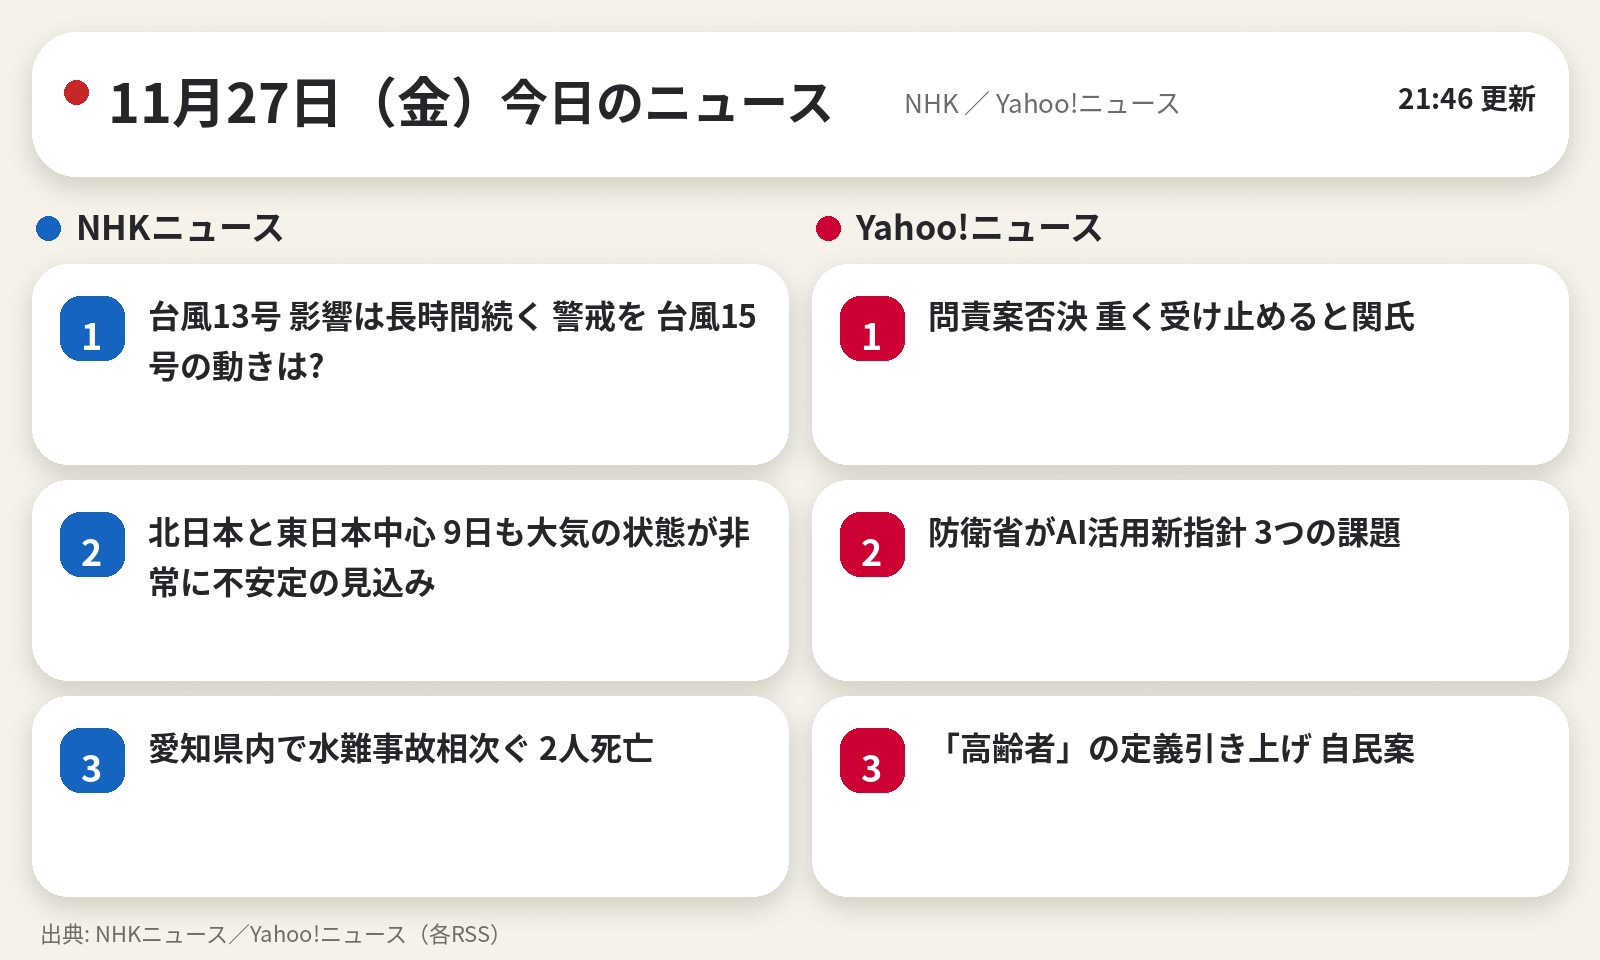 11月27日（金）今日のニュース
NHK ／ Yahoo!ニュース
21:46 更新
NHKニュース
1
台風13号 影響は長時間続く 警戒を 台風15
号の動きは?
2
北日本と東日本中心 9日も大気の状態が非
常に不安定の見込み
3
愛知県内で水難事故相次ぐ 2人死亡
Yahoo!ニュース
1
問責案否決 重く受け止めると関氏
2
防衛省がAI活用新指針 3つの課題
3
「高齢者」の定義引き上げ 自民案
出典: NHKニュース／Yahoo!ニュース（各RSS）